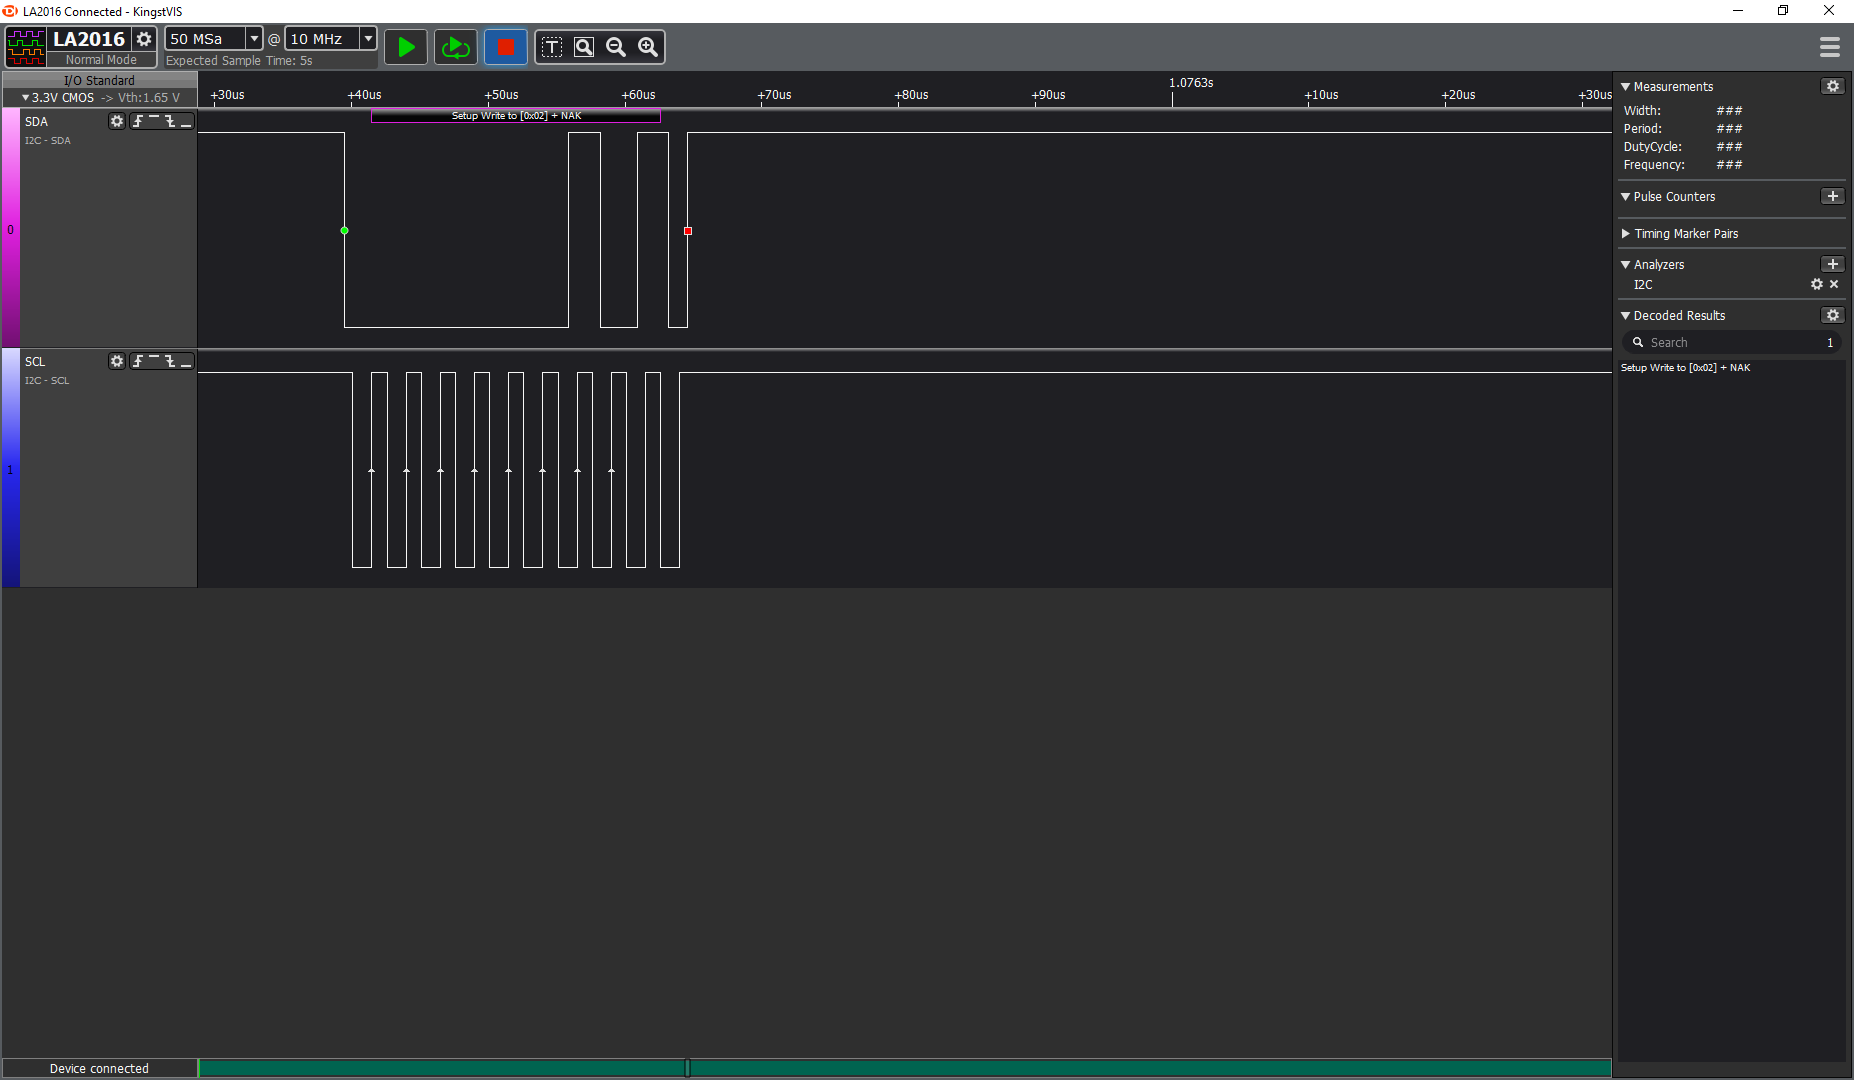 LA2016 Connected - KingstVIS
LA2016
Normal Mode
50 MSa
@
10 MHz
Expected Sample Time: 5s
T
I/O Standard
3.3V CMOS -> Vth:1.65 V
1.0763s
+30us +40us +50us +60us +70us +80us +90us +10us +20us +30us
0
SDA
I2C - SDA
Setup Write to [0x02] + NAK
1
SCL
I2C - SCL
Measurements
Width: ###
Period: ###
DutyCycle: ###
Frequency: ###
Pulse Counters
Timing Marker Pairs
Analyzers
I2C
Decoded Results
Search 1
Setup Write to [0x02] + NAK
Device connected